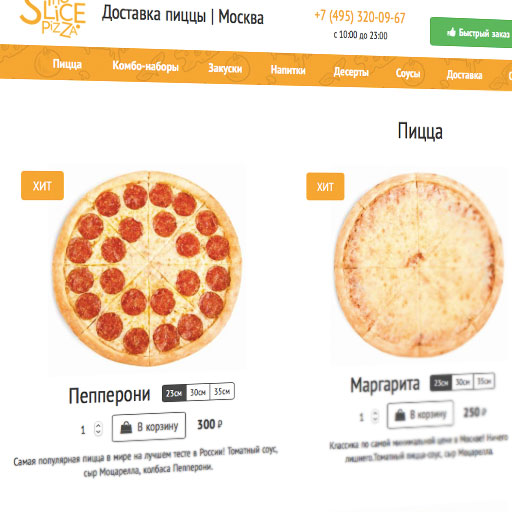 SLICE
PIZZA
Доставка пиццы | Москва
+7 (495) 320-09-67
с 10:00 до 23:00
Быстрый заказ
Пицца Комбо-наборы Закуски Напитки Десерты Соусы Доставка
Пицца
ХИТ
ХИТ
Пепперони 23см 30см 35см
1 В корзину 300 ₽
Самая популярная пицца в мире на лучшем тесте в России! Томатный соус,
сыр Моцарелла, колбаса Пепперони.
Маргарита 23см 30см 35см
1 В корзину 250 ₽
Классика по самой минимальной цене в Москве! Ничего
лишнего.Томатный пицца-соус, сыр Моцарелла.